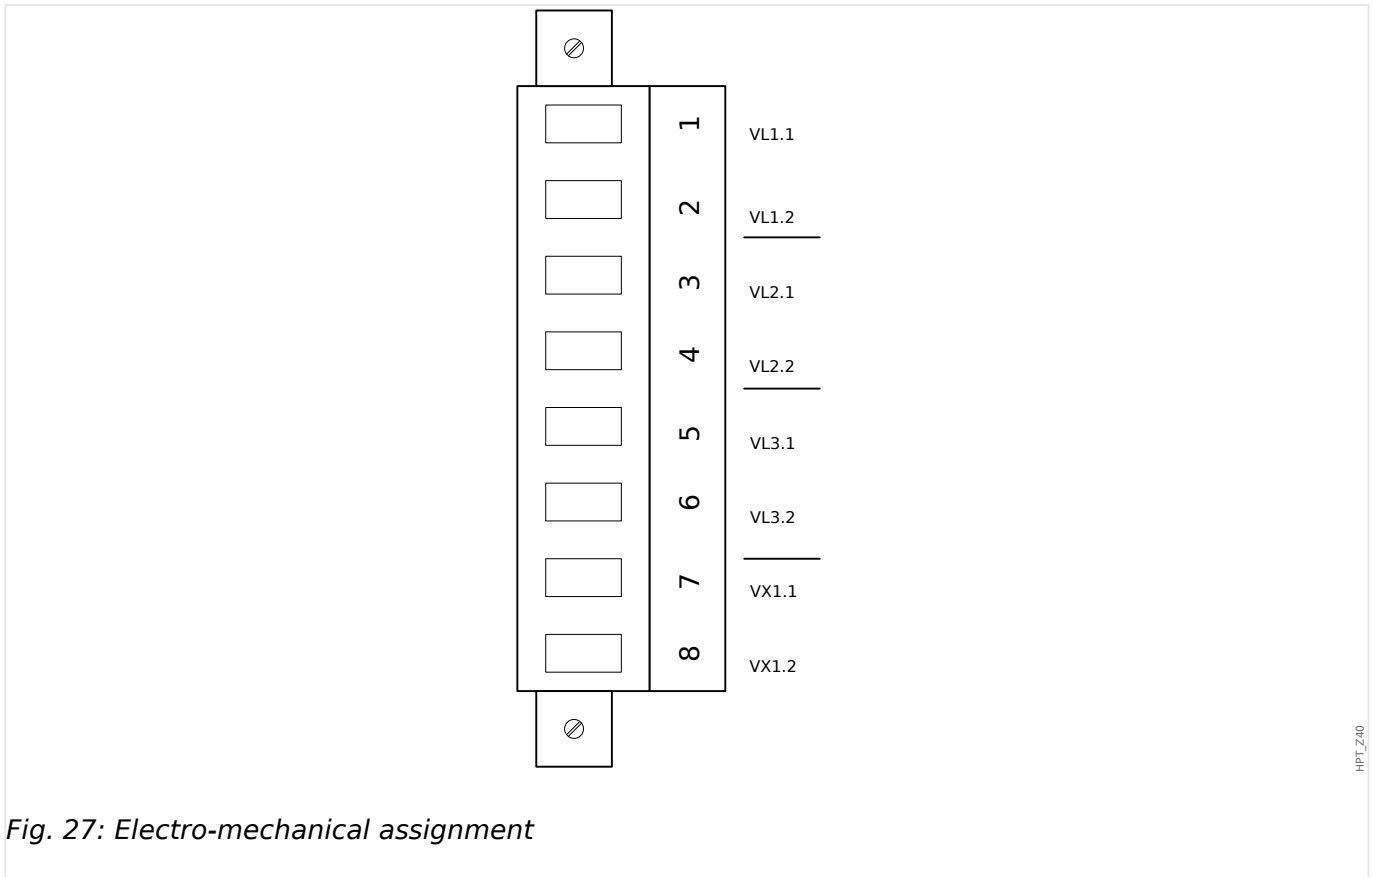 1 VL1.1
2 VL1.2
3 VL2.1
4 VL2.2
5 VL3.1
6 VL3.2
7 VX1.1
8 VX1.2
HPT_Z40
Fig. 27: Electro-mechanical assignment